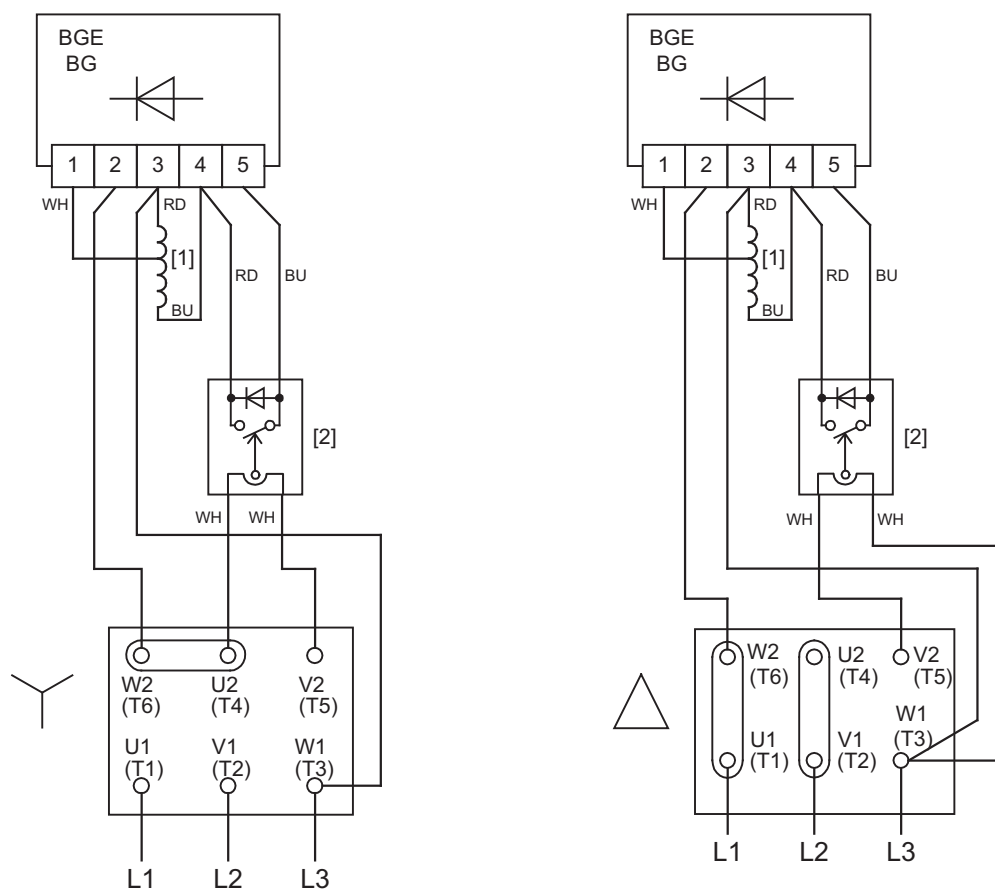 BGE
BG
1 2 3 4 5
WH
RD
[1]
BU
RD
BU
[2]
WH
WH
W2
(T6)
U2
(T4)
V2
(T5)
U1
(T1)
V1
(T2)
W1
(T3)
L1
L2
L3
BGE
BG
1 2 3 4 5
WH
RD
[1]
BU
RD
BU
[2]
WH
WH
W2
(T6)
U2
(T4)
V2
(T5)
U1
(T1)
V1
(T2)
W1
(T3)
L1
L2
L3